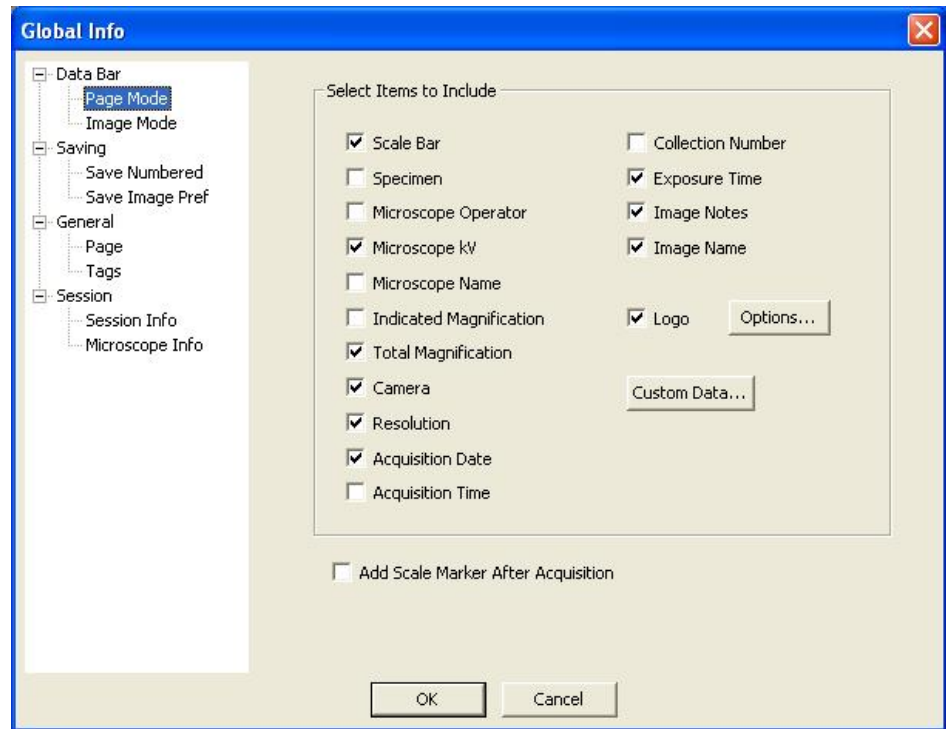 Global Info
Data Bar
Page Mode
Image Mode
Saving
Save Numbered
Save Image Pref
General
Page
Tags
Session
Session Info
Microscope Info
Select Items to Include
Scale Bar
Specimen
Microscope Operator
Microscope kV
Microscope Name
Indicated Magnification
Total Magnification
Camera
Resolution
Acquisition Date
Acquisition Time
Collection Number
Exposure Time
Image Notes
Image Name
Logo Options...
Custom Data...
Add Scale Marker After Acquisition
OK Cancel